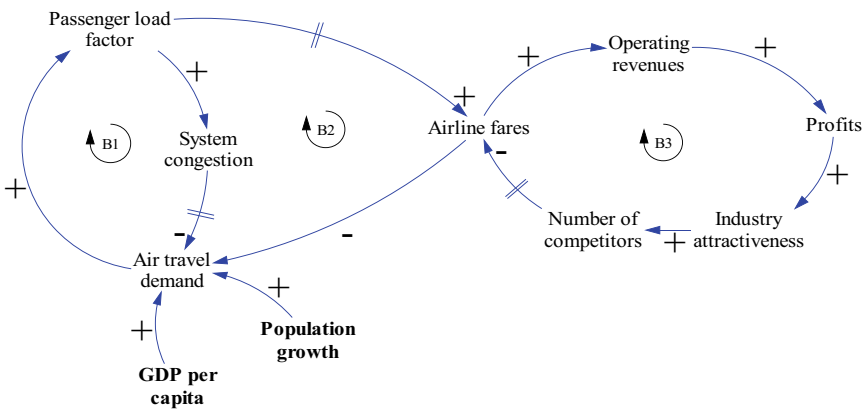 Passenger load
factor
+
+
System
congestion
B1
B2
+
-
-
Air travel
demand
+
+
Population
growth
GDP per
capita
+
Airline fares
-
+
Operating
revenues
+
Profits
B3
+
Number of
competitors
+
Industry
attractiveness